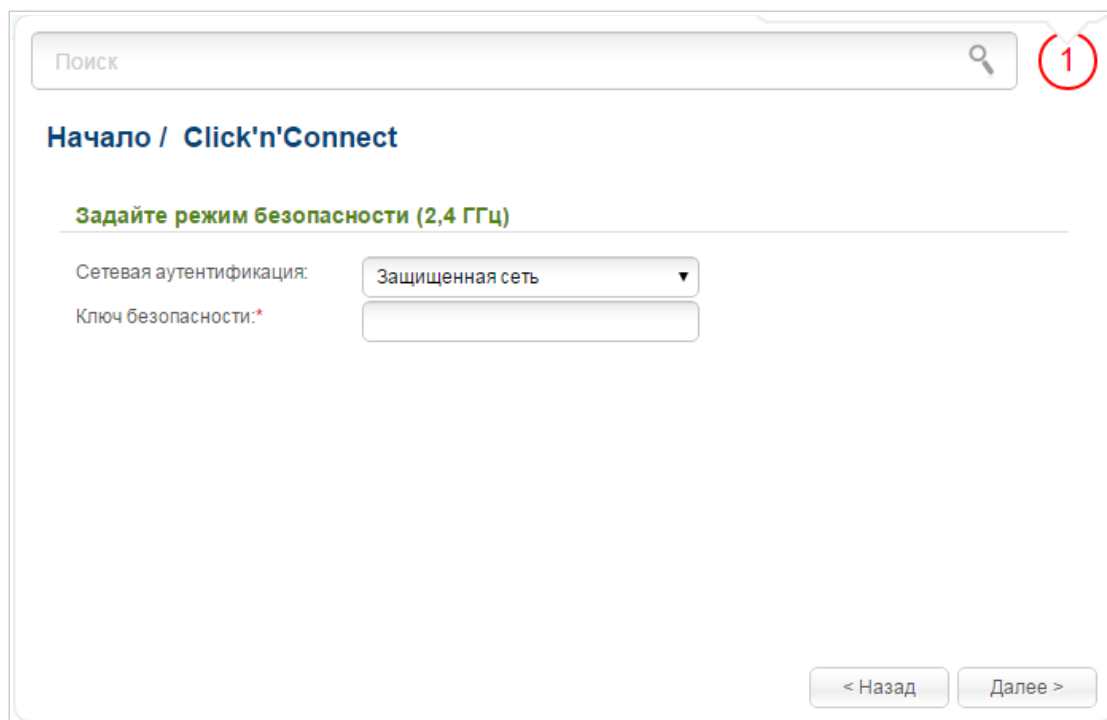 Поиск
1
Начало / Click'n'Connect
Задайте режим безопасности (2,4 ГГц)
Сетевая аутентификация: Защищенная сеть
Ключ безопасности:*
< Назад Далее >